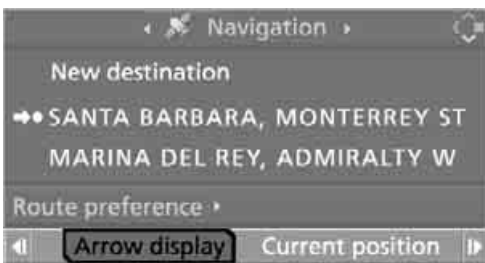 Navigation
New destination
SANTA BARBARA, MONTERREY ST
MARINA DEL REY, ADMIRALTY W
Route preference
Arrow display Current position